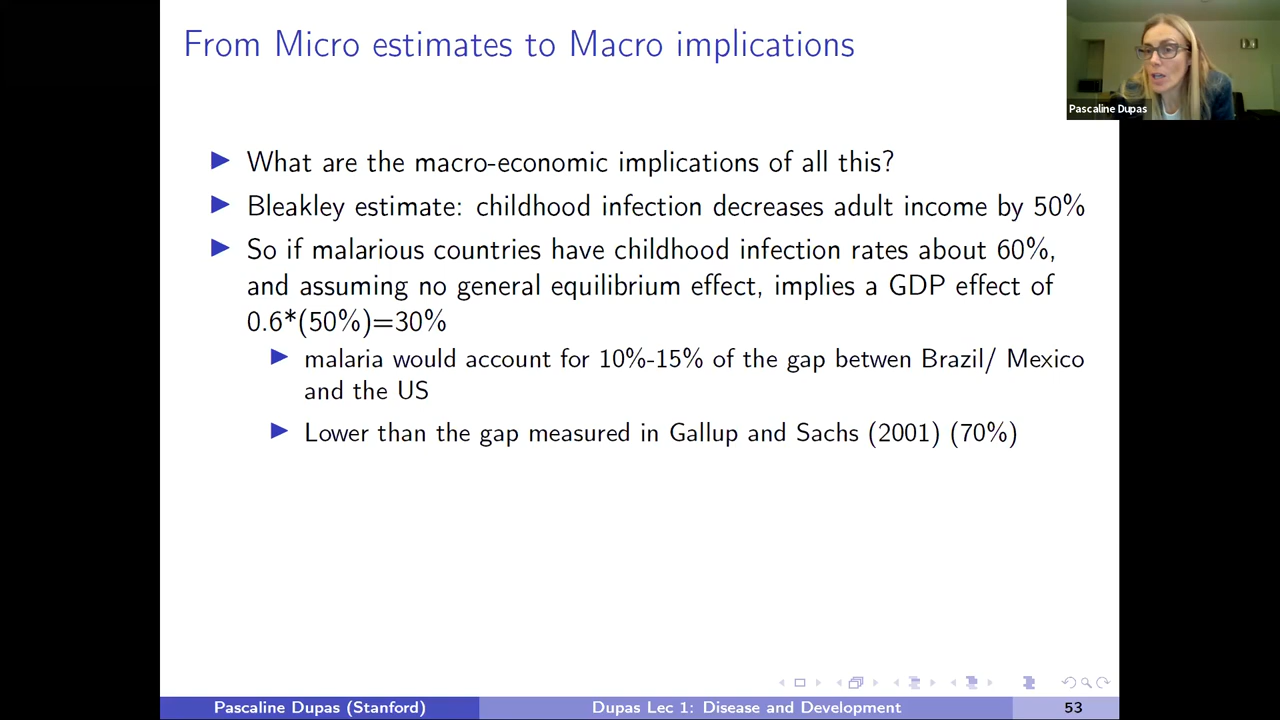 From Micro estimates to Macro implications
Pascaline Dupas
What are the macro-economic implications of all this?
Bleakley estimate: childhood infection decreases adult income by 50%
So if malarious countries have childhood infection rates about 60%,
and assuming no general equilibrium effect, implies a GDP effect of
0.6*(50%)=30%
malaria would account for 10%-15% of the gap betwen Brazil/ Mexico
and the US
Lower than the gap measured in Gallup and Sachs (2001) (70%)
Pascaline Dupas (Stanford)
Dupas Lec 1: Disease and Development
53